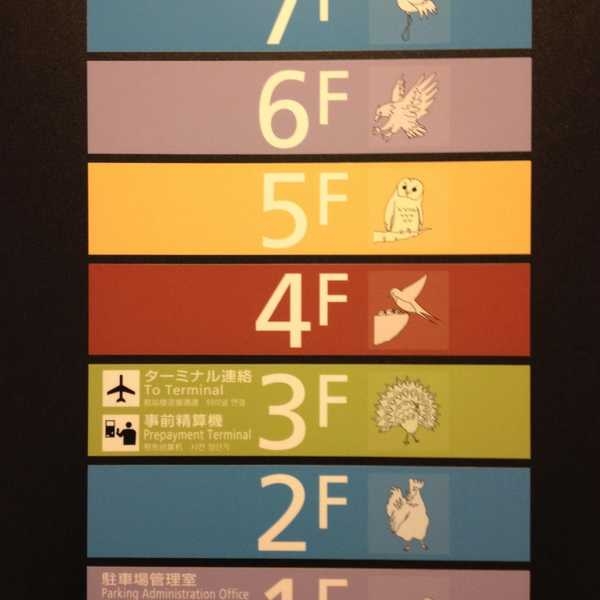 7F
6F
5F
4F
ターミナル連絡
To Terminal
3F
事前精算機
Prepayment Terminal
2F
駐車場管理室
Parking Administration Office
1F